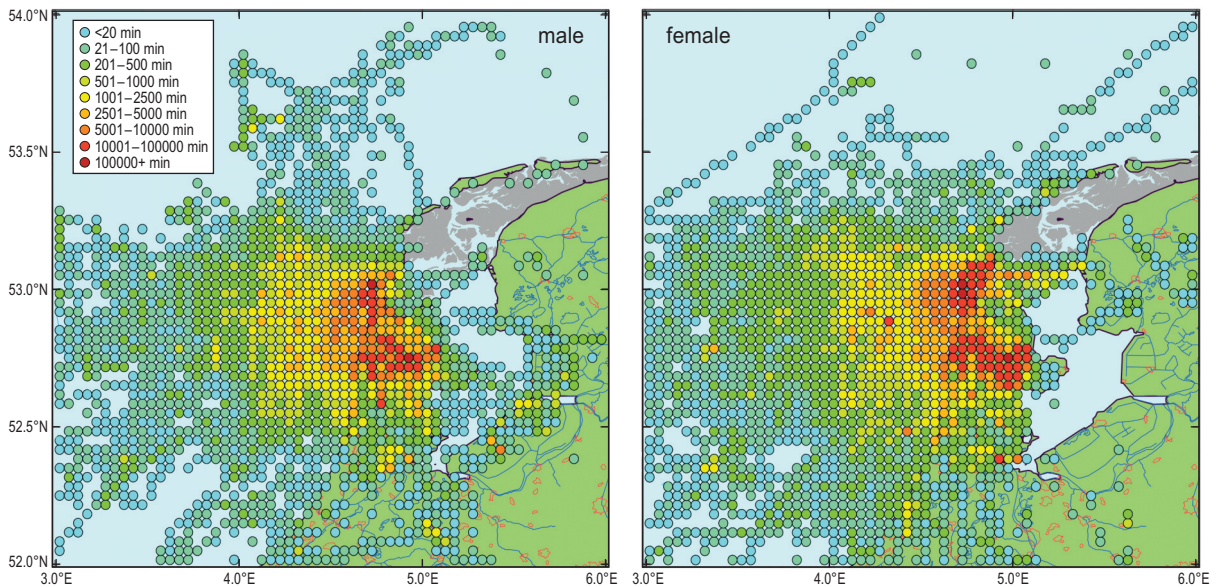 54.0°N
male
female
<20 min
21–100 min
201–500 min
501–1000 min
1001–2500 min
2501–5000 min
5001–10000 min
10001–100000 min
100000+ min
53.5°N
53.0°N
52.5°N
52.0°N
3.0°E 4.0°E 5.0°E 6.0°E 3.0°E 4.0°E 5.0°E 6.0°E